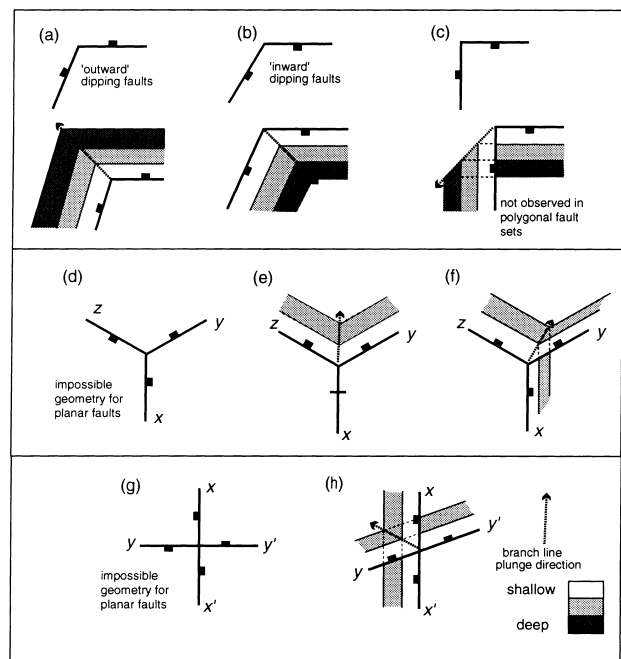 (a)
'outward'
dipping faults
(b)
'inward'
dipping faults
(c)
not observed in
polygonal fault
sets
(d)
z
y
x
impossible
geometry for
planar faults
(e)
z
y
x
(f)
z
y
x
(g)
x
y
y'
x'
impossible
geometry for
planar faults
(h)
x
y'
y
x'
branch line
plunge direction
shallow
deep